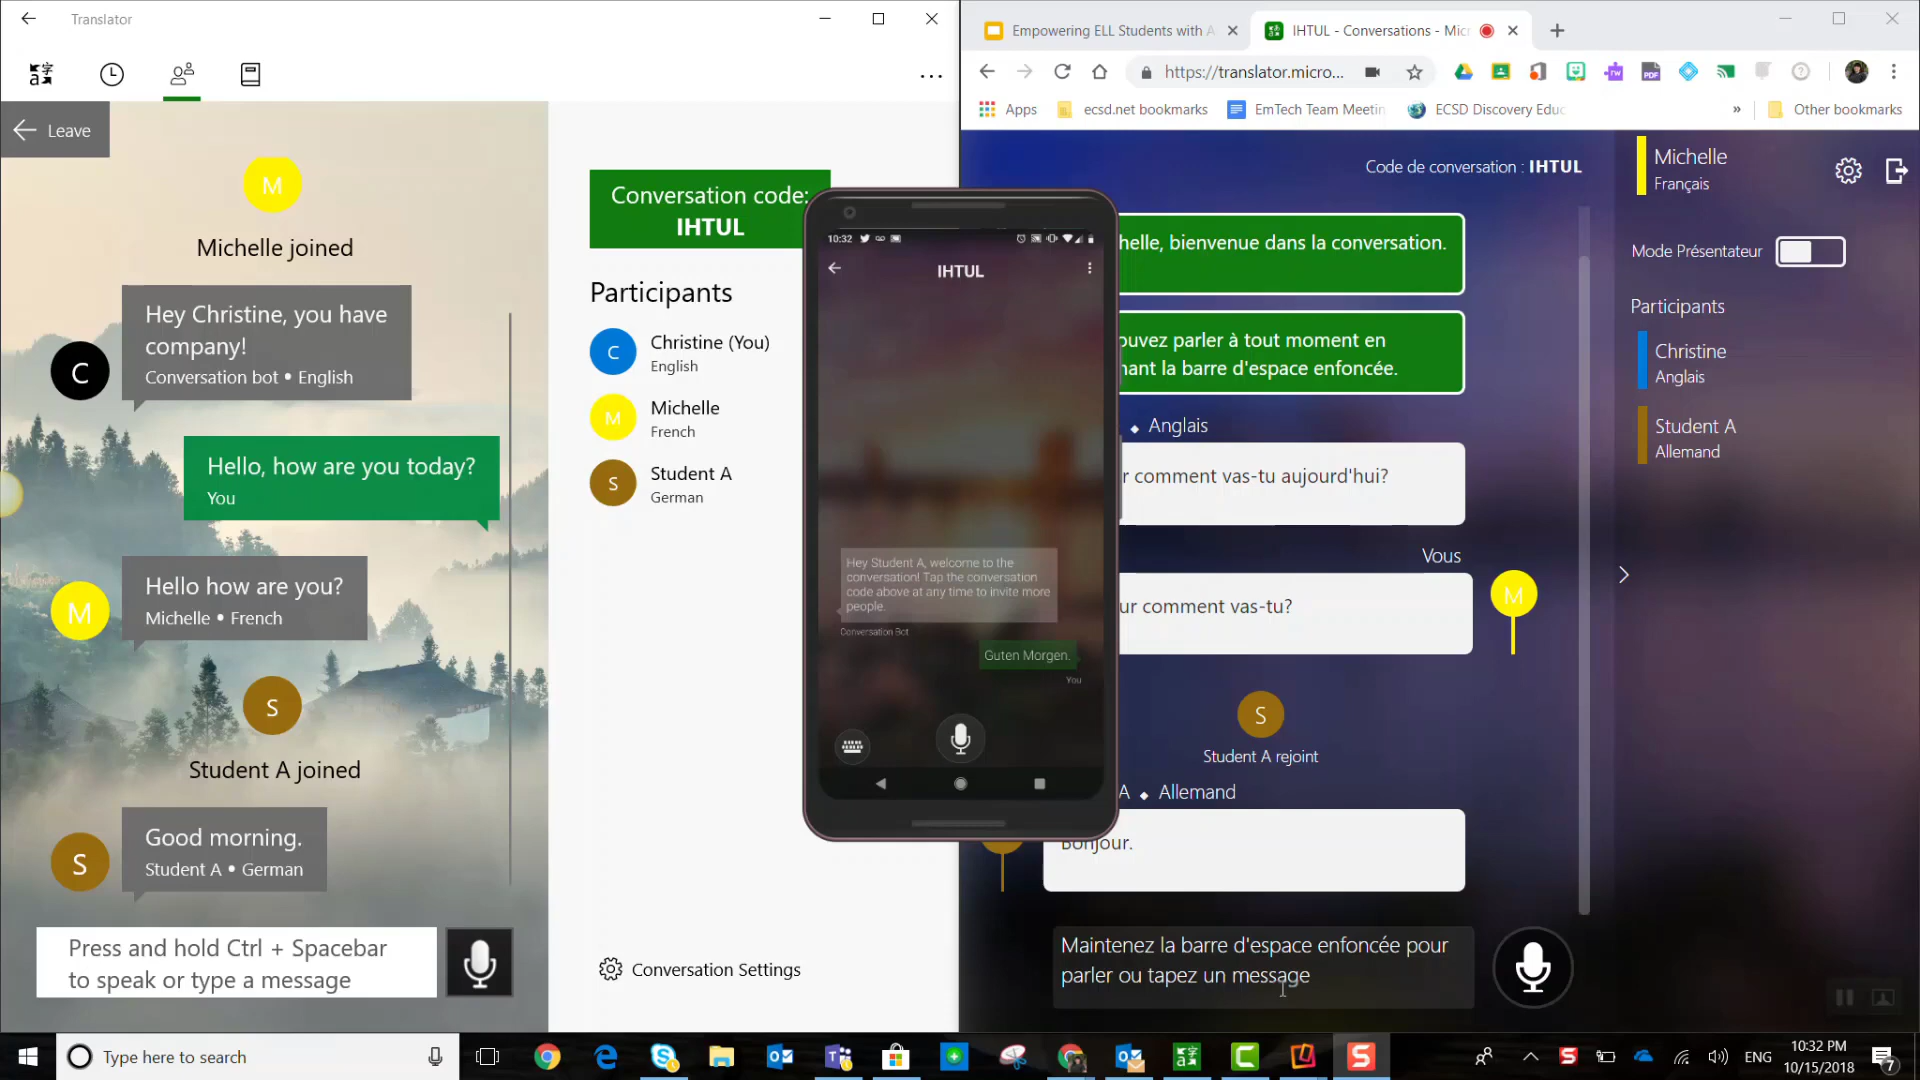 Translator
Leave
M
Michelle joined
Hey Christine, you have
company!
Conversation bot • English
C
Hello, how are you today?
You
Hello how are you?
Michelle • French
M
S
Student A joined
Good morning.
Student A • German
S
Press and hold Ctrl + Spacebar
to speak or type a message
Conversation code:
IHTUL
Participants
C
Christine (You)
English
M
Michelle
French
S
Student A
German
Conversation Settings
10:32
IHTUL
Hey Student A, welcome to the
conversation! Tap the conversation
code above at any time to invite more
people.
Conversation Bot
Guten Morgen.
You
Empowering ELL Students with A
IHTUL - Conversations - Mic
https://translator.micro...
Apps
ecsd.net bookmarks
EmTech Team Meetin
ECSD Discovery Educ
»
Other bookmarks
Code de conversation : IHTUL
helle, bienvenue dans la conversation.
ouvez parler à tout moment en
nant la barre d'espace enfoncée.
Anglais
r comment vas-tu aujourd'hui?
Vous
ur comment vas-tu?
M
S
Student A rejoint
A ◆ Allemand
Bonjour.
Maintenez la barre d'espace enfoncée pour
parler ou tapez un message
Michelle
Français
Mode Présentateur
Participants
Christine
Anglais
Student A
Allemand
Type here to search
ENG
10:32 PM
10/15/2018
7